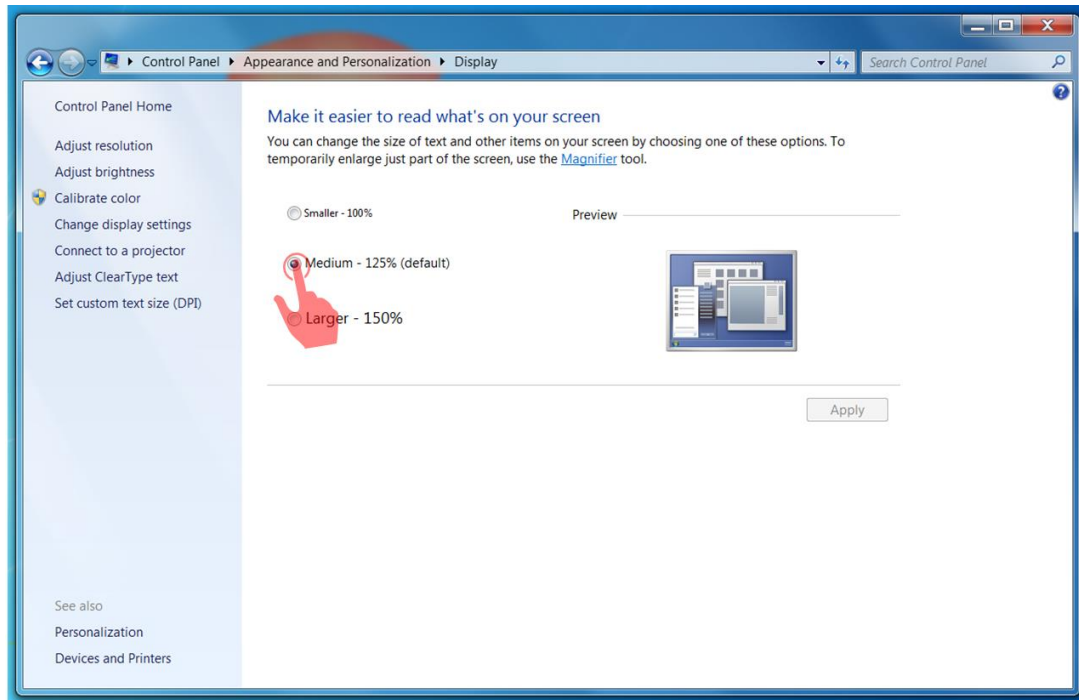 Control Panel Appearance and Personalization Display
Search Control Panel
Control Panel Home
Adjust resolution
Adjust brightness
Calibrate color
Change display settings
Connect to a projector
Adjust ClearType text
Set custom text size (DPI)
See also
Personalization
Devices and Printers
Make it easier to read what's on your screen
You can change the size of text and other items on your screen by choosing one of these options. To
temporarily enlarge just part of the screen, use the Magnifier tool.
Smaller - 100%
Preview
Medium - 125% (default)
Larger - 150%
Apply